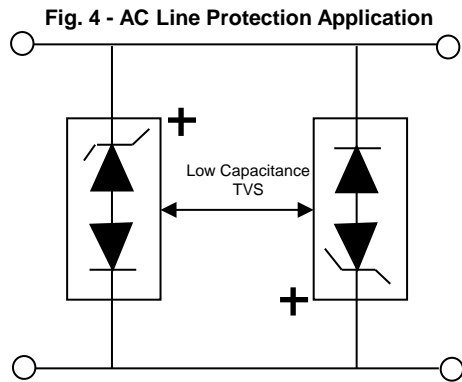 Fig. 4 - AC Line Protection Application
+
Low Capacitance
TVS
+